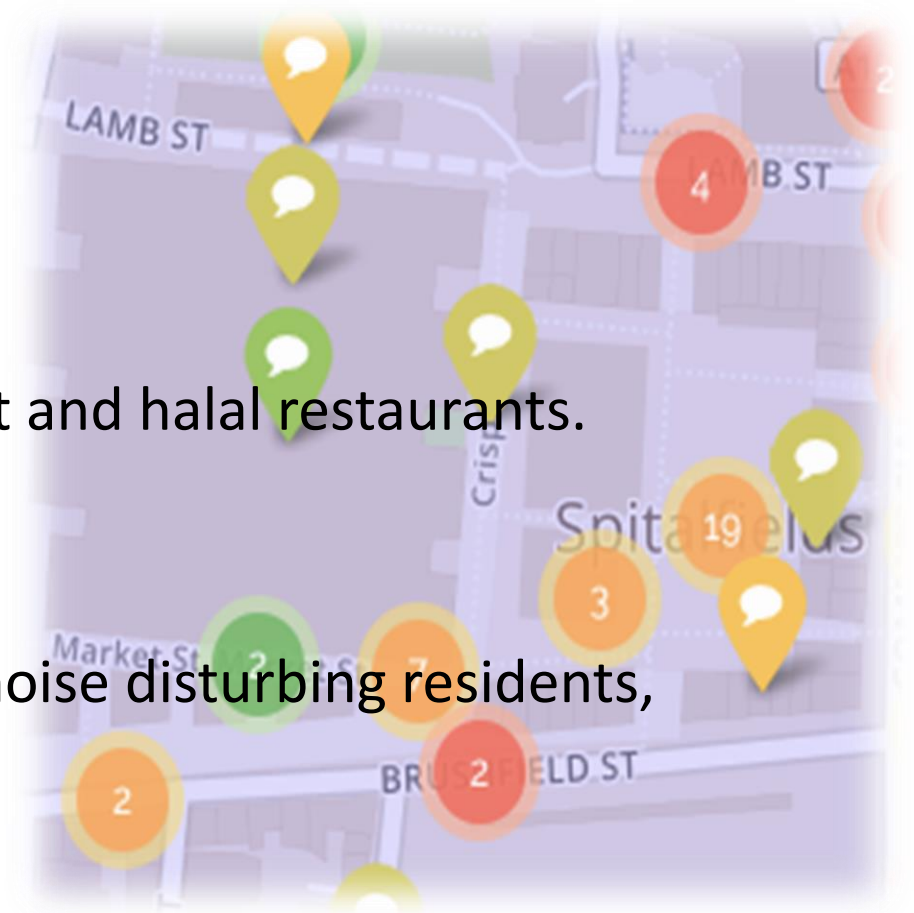 LAMB ST
4
LAMB ST
and halal restaurants.
Crisp
Spitalfields
19
3
Market St
2
7
disturbing residents,
BRUSHFIELD ST
2
2